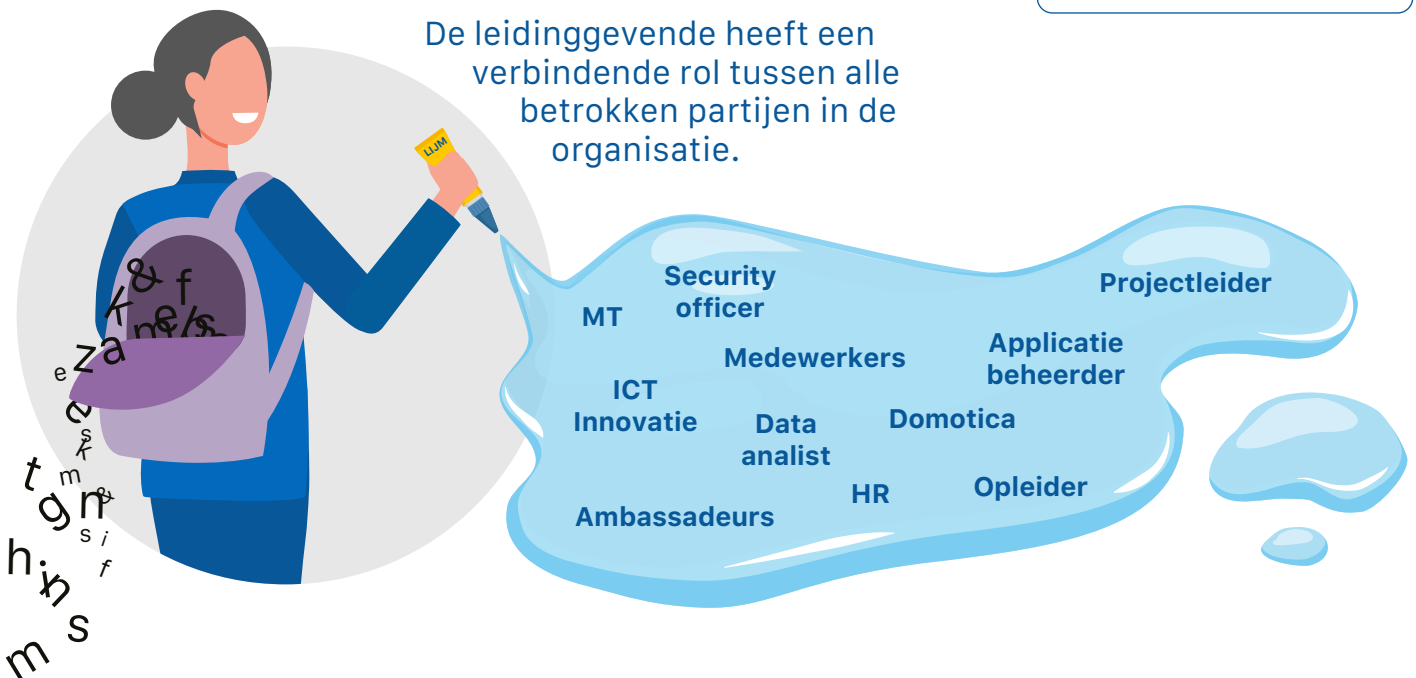 De leidinggevende heeft een
verbindende rol tussen alle
betrokken partijen in de
organisatie.
LIJM
Security
officer
MT
Projectleider
Medewerkers
Applicatie
beheerder
ICT
Innovatie
Data
analist
Domotica
HR
Opleider
Ambassadeurs
& f
k
e
z a
e
s
k
t
m
g
n
&
s i
h
f
s
m